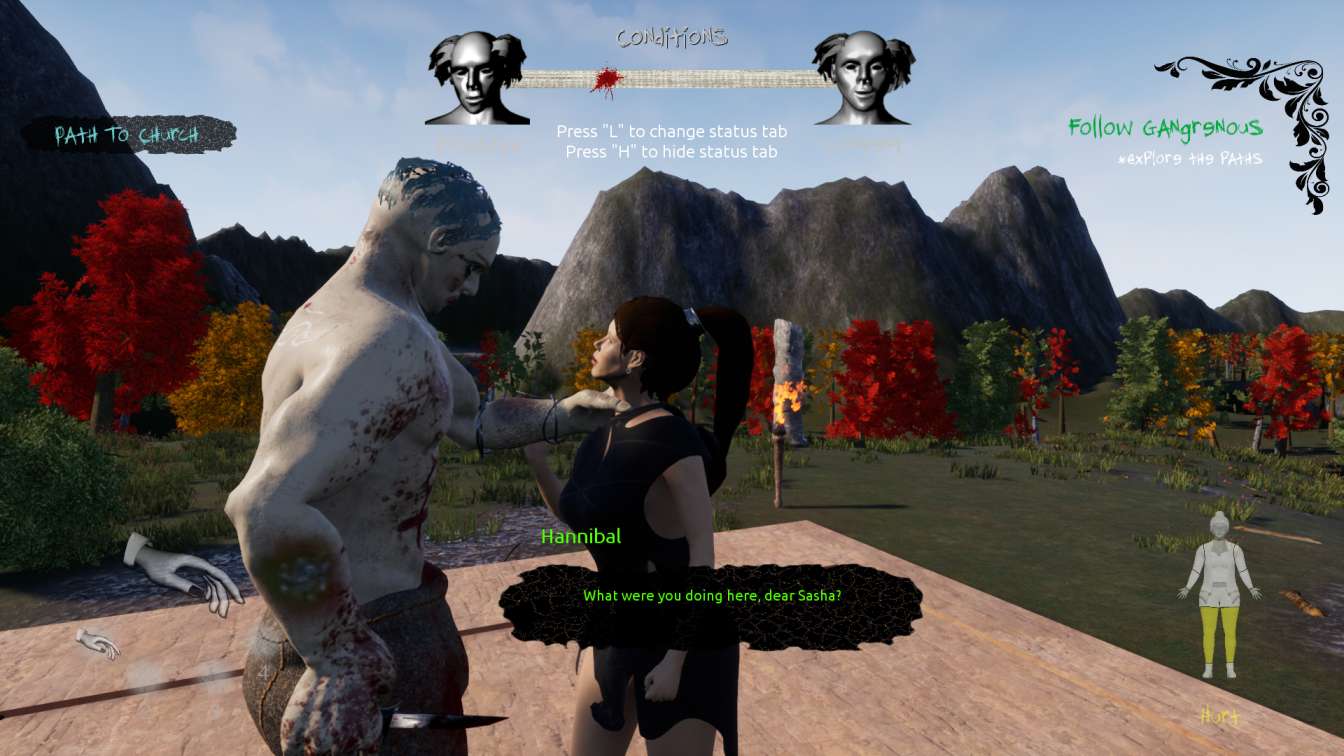 CONDITIONS
Press "L" to change status tab
Press "H" to hide status tab
PATH TO CHURCH
Follow GANgrenous
*exPlore the PATHS
Hannibal
What were you doing here, dear Sasha?
4
Hurt